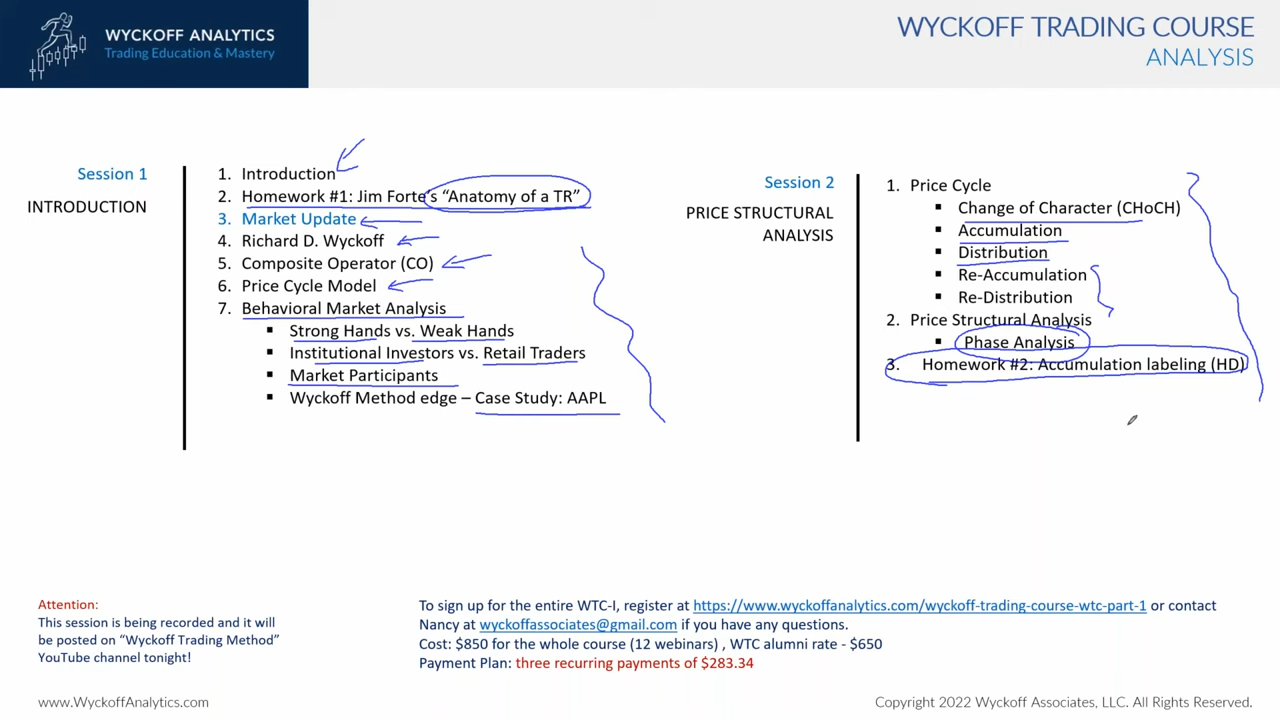 WYCKOFF ANALYTICS
Trading Education & Mastery
WYCKOFF TRADING COURSE
ANALYSIS
Session 1
INTRODUCTION
1. Introduction
2. Homework #1: Jim Forte's “Anatomy of a TR”
3. Market Update
4. Richard D. Wyckoff
5. Composite Operator (CO)
6. Price Cycle Model
7. Behavioral Market Analysis
▪ Strong Hands vs. Weak Hands
▪ Institutional Investors vs. Retail Traders
▪ Market Participants
▪ Wyckoff Method edge – Case Study: AAPL
Session 2
PRICE STRUCTURAL
ANALYSIS
1. Price Cycle
▪ Change of Character (CHoCH)
▪ Accumulation
▪ Distribution
▪ Re-Accumulation
▪ Re-Distribution
2. Price Structural Analysis
▪ Phase Analysis
3. Homework #2: Accumulation labeling (HD)
Attention:
This session is being recorded and it will
be posted on “Wyckoff Trading Method”
YouTube channel tonight!
To sign up for the entire WTC-I, register at https://www.wyckoffanalytics.com/wyckoff-trading-course-wtc-part-1 or contact
Nancy at wyckoffassociates@gmail.com if you have any questions.
Cost: $850 for the whole course (12 webinars) , WTC alumni rate - $650
Payment Plan: three recurring payments of $283.34
www.WyckoffAnalytics.com
Copyright 2022 Wyckoff Associates, LLC. All Rights Reserved.